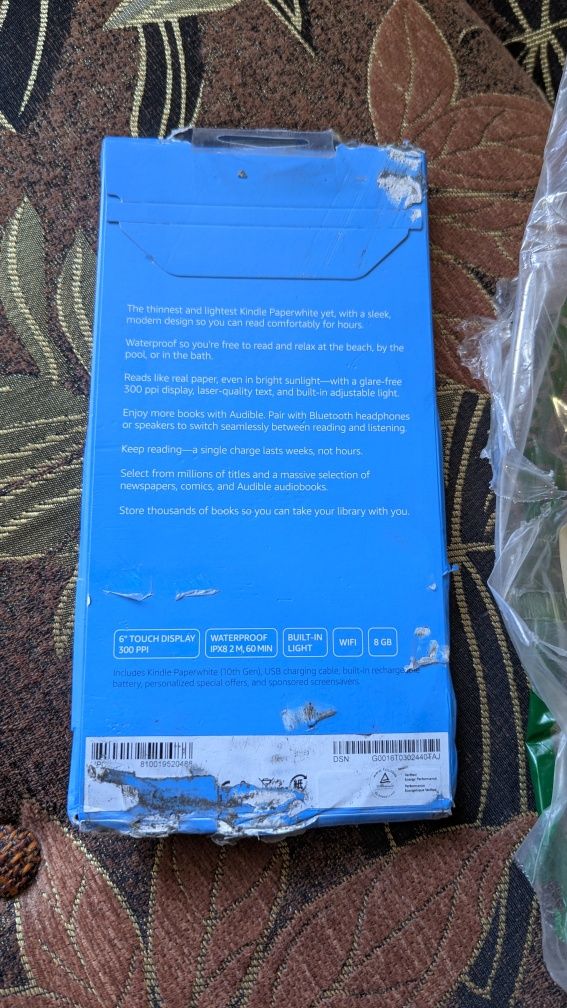 The thinnest and lightest Kindle Paperwhite yet, with a sleek,
modern design so you can read comfortably for hours.
Waterproof so you're free to read and relax at the beach, by the
pool, or in the bath.
Reads like real paper, even in bright sunlight—with a glare-free
300 ppi display, laser-quality text, and built-in adjustable light.
Enjoy more books with Audible. Pair with Bluetooth headphones
or speakers to switch seamlessly between reading and listening.
Keep reading—a single charge lasts weeks, not hours.
Select from millions of titles and a massive selection of
newspapers, comics, and Audible audiobooks.
Store thousands of books so you can take your library with you.
6" TOUCH DISPLAY
300 PPI
WATERPROOF
IPX8 2 M, 60 MIN
BUILT-IN
LIGHT
WIFI
8 GB
Includes Kindle Paperwhite (10th Gen), USB charging cable, built-in rechargeable
battery, personalized special offers, and sponsored screensavers.
DSN
Verified
Energy Performance
Performance
Énergétique Vérifiée